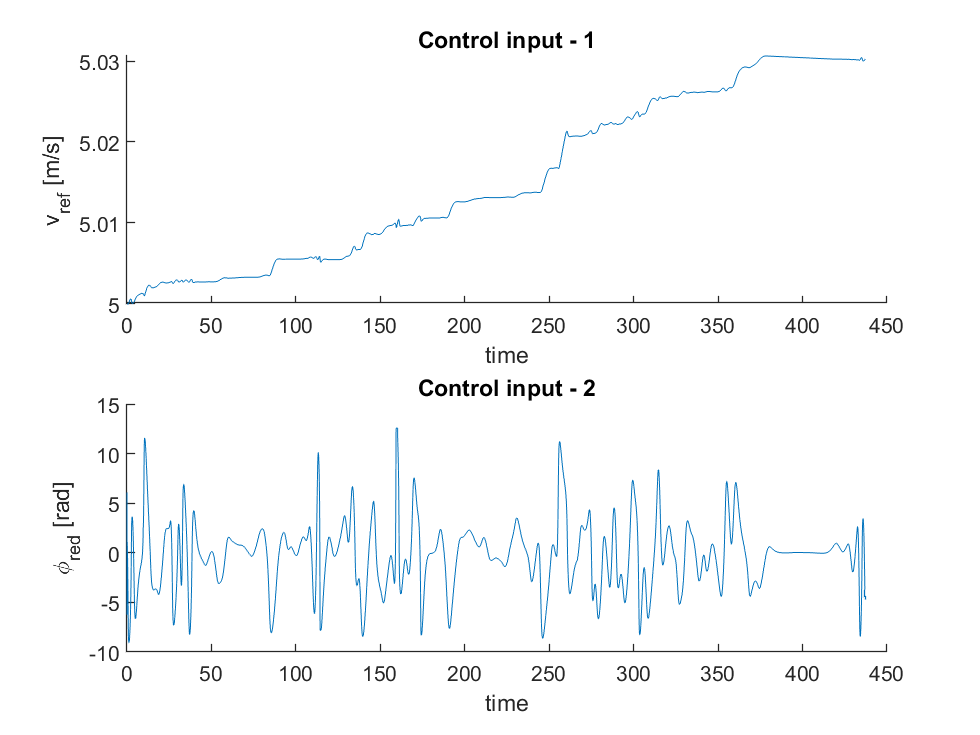 Control input - 1
v_ref [m/s]
5.03
5.02
5.01
5
0 50 100 150 200 250 300 350 400 450
time
Control input - 2
ϕ_red [rad]
15
10
5
0
-5
-10
0 50 100 150 200 250 300 350 400 450
time